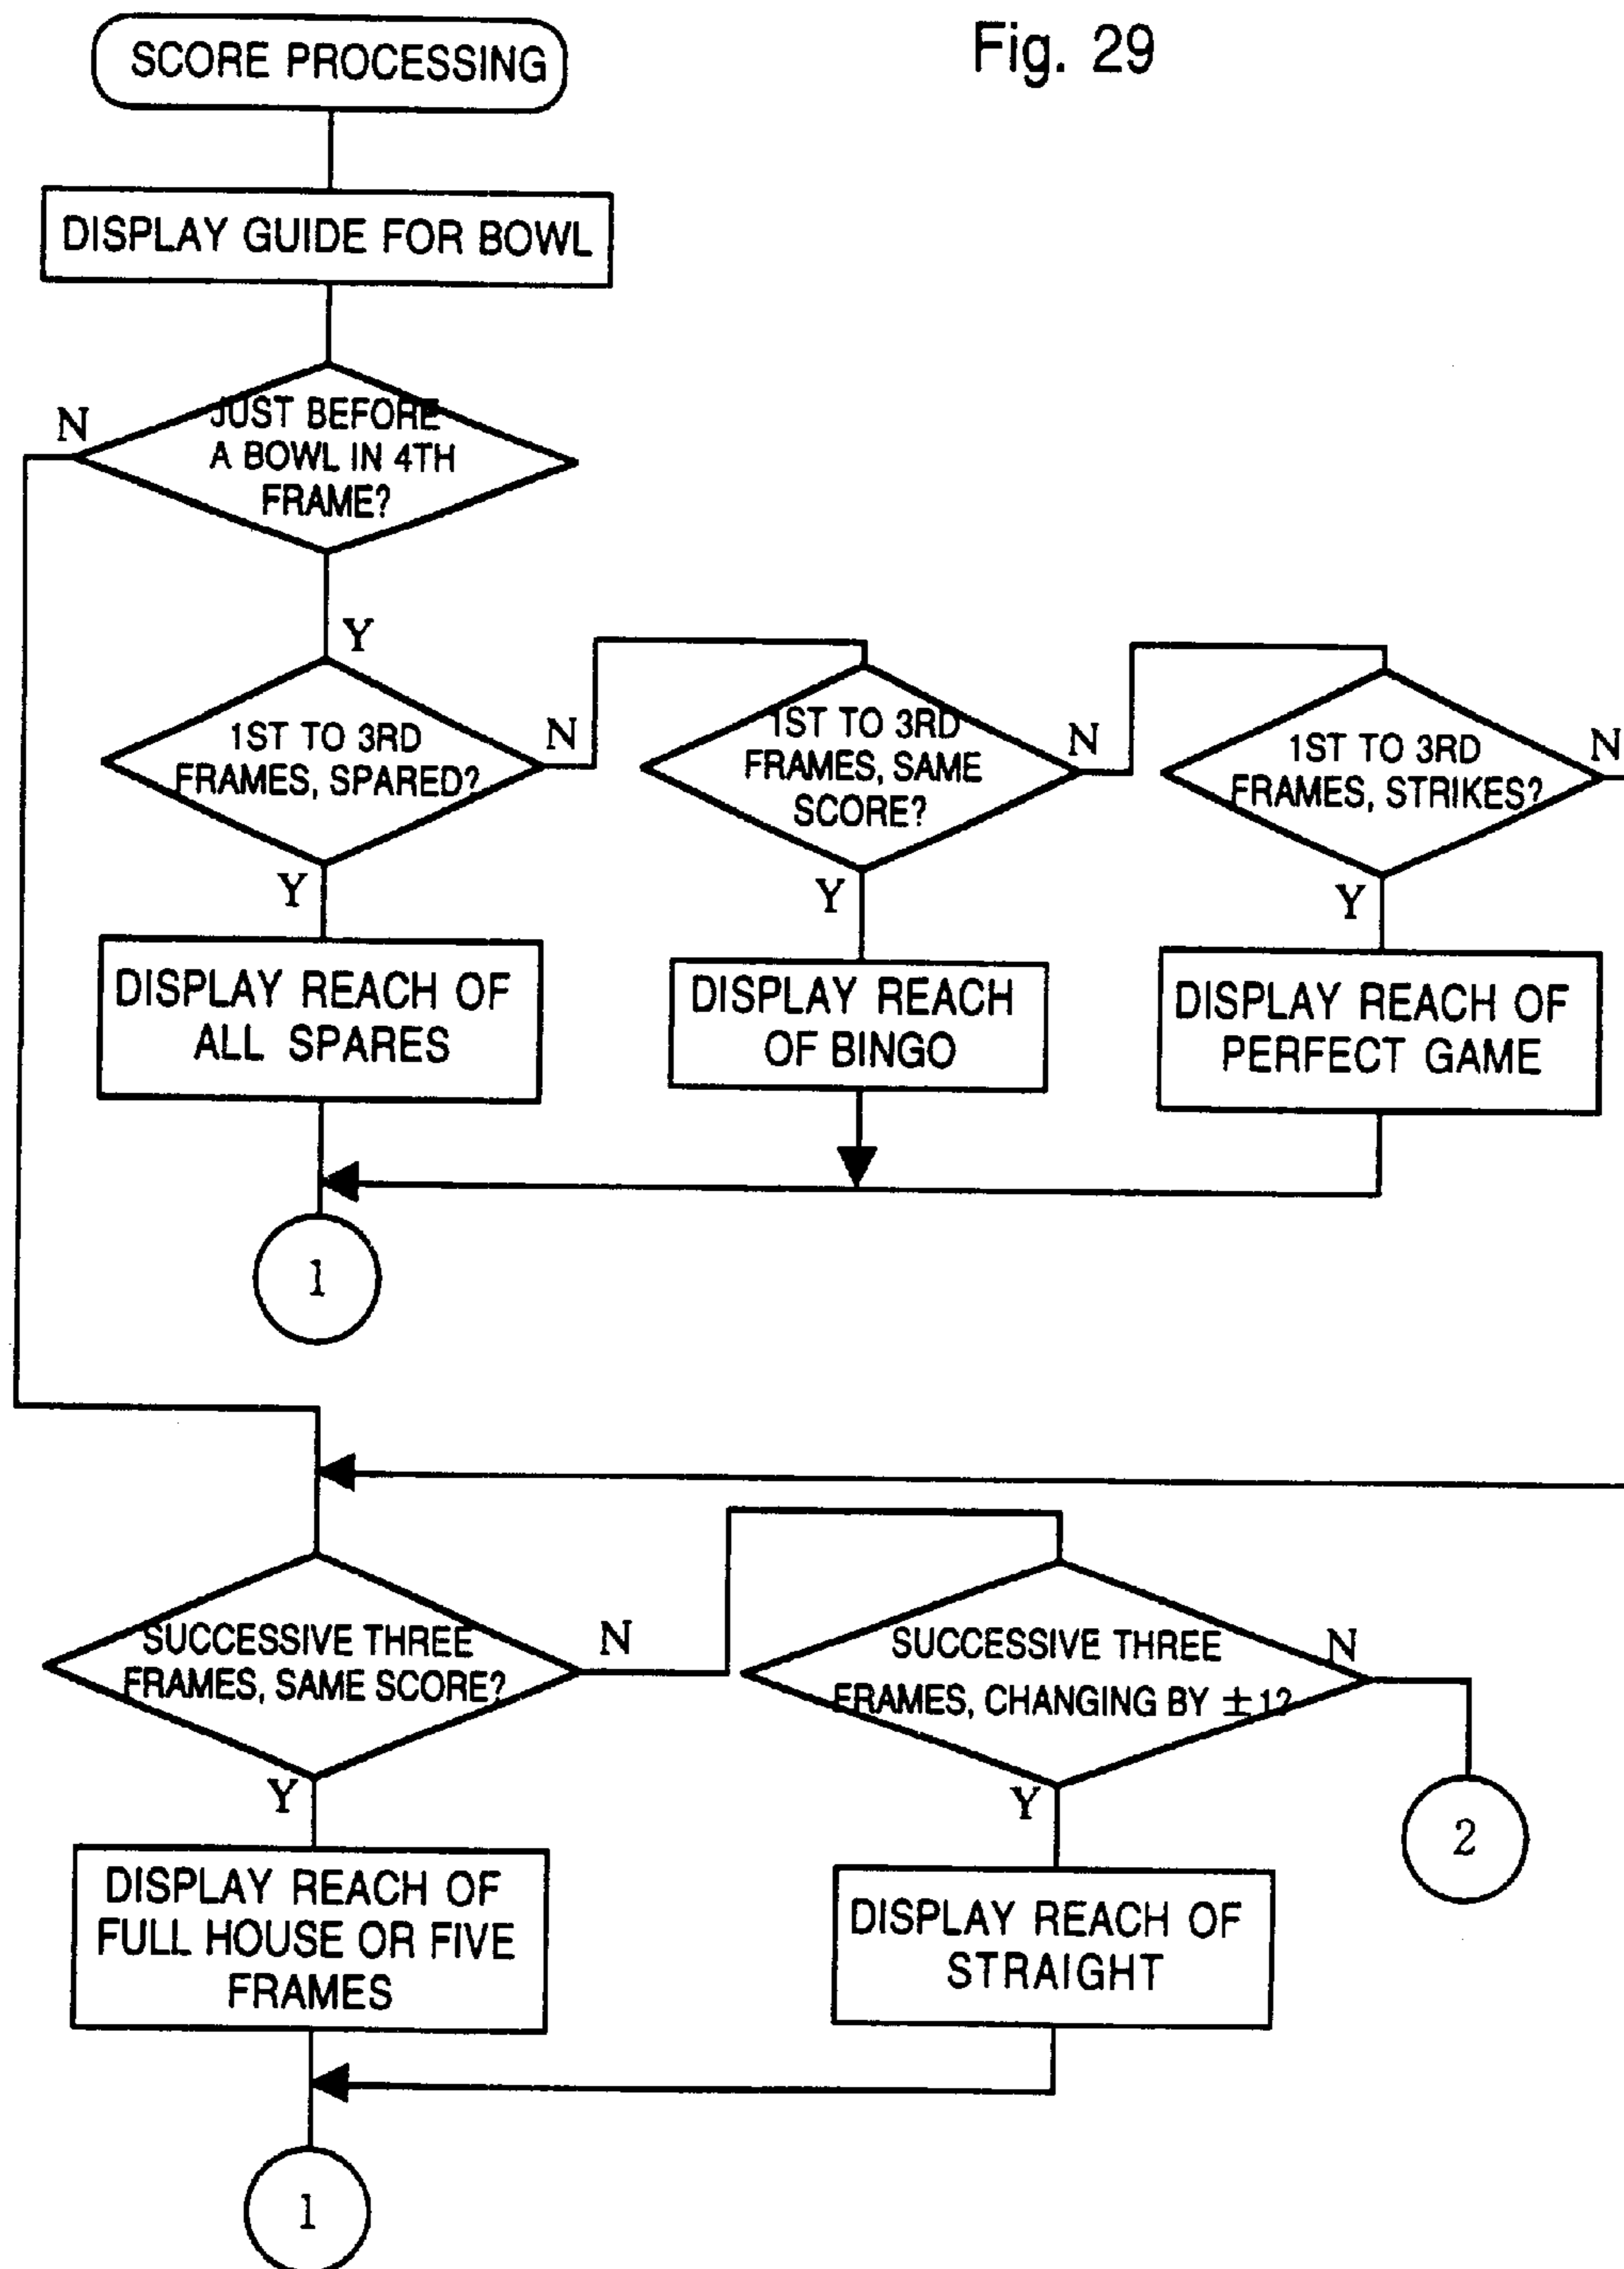 Fig. 29
SCORE PROCESSING
DISPLAY GUIDE FOR BOWL
JUST BEFORE
A BOWL IN 4TH
FRAME?
N
Y
1ST TO 3RD
FRAMES, SPARED?
N
Y
1ST TO 3RD
FRAMES, SAME
SCORE?
N
Y
1ST TO 3RD
FRAMES, STRIKES?
N
Y
DISPLAY REACH OF
ALL SPARES
DISPLAY REACH
OF BINGO
DISPLAY REACH OF
PERFECT GAME
1
SUCCESSIVE THREE
FRAMES, SAME SCORE?
N
Y
SUCCESSIVE THREE
FRAMES, CHANGING BY ±1?
N
Y
2
DISPLAY REACH OF
FULL HOUSE OR FIVE
FRAMES
DISPLAY REACH OF
STRAIGHT
1